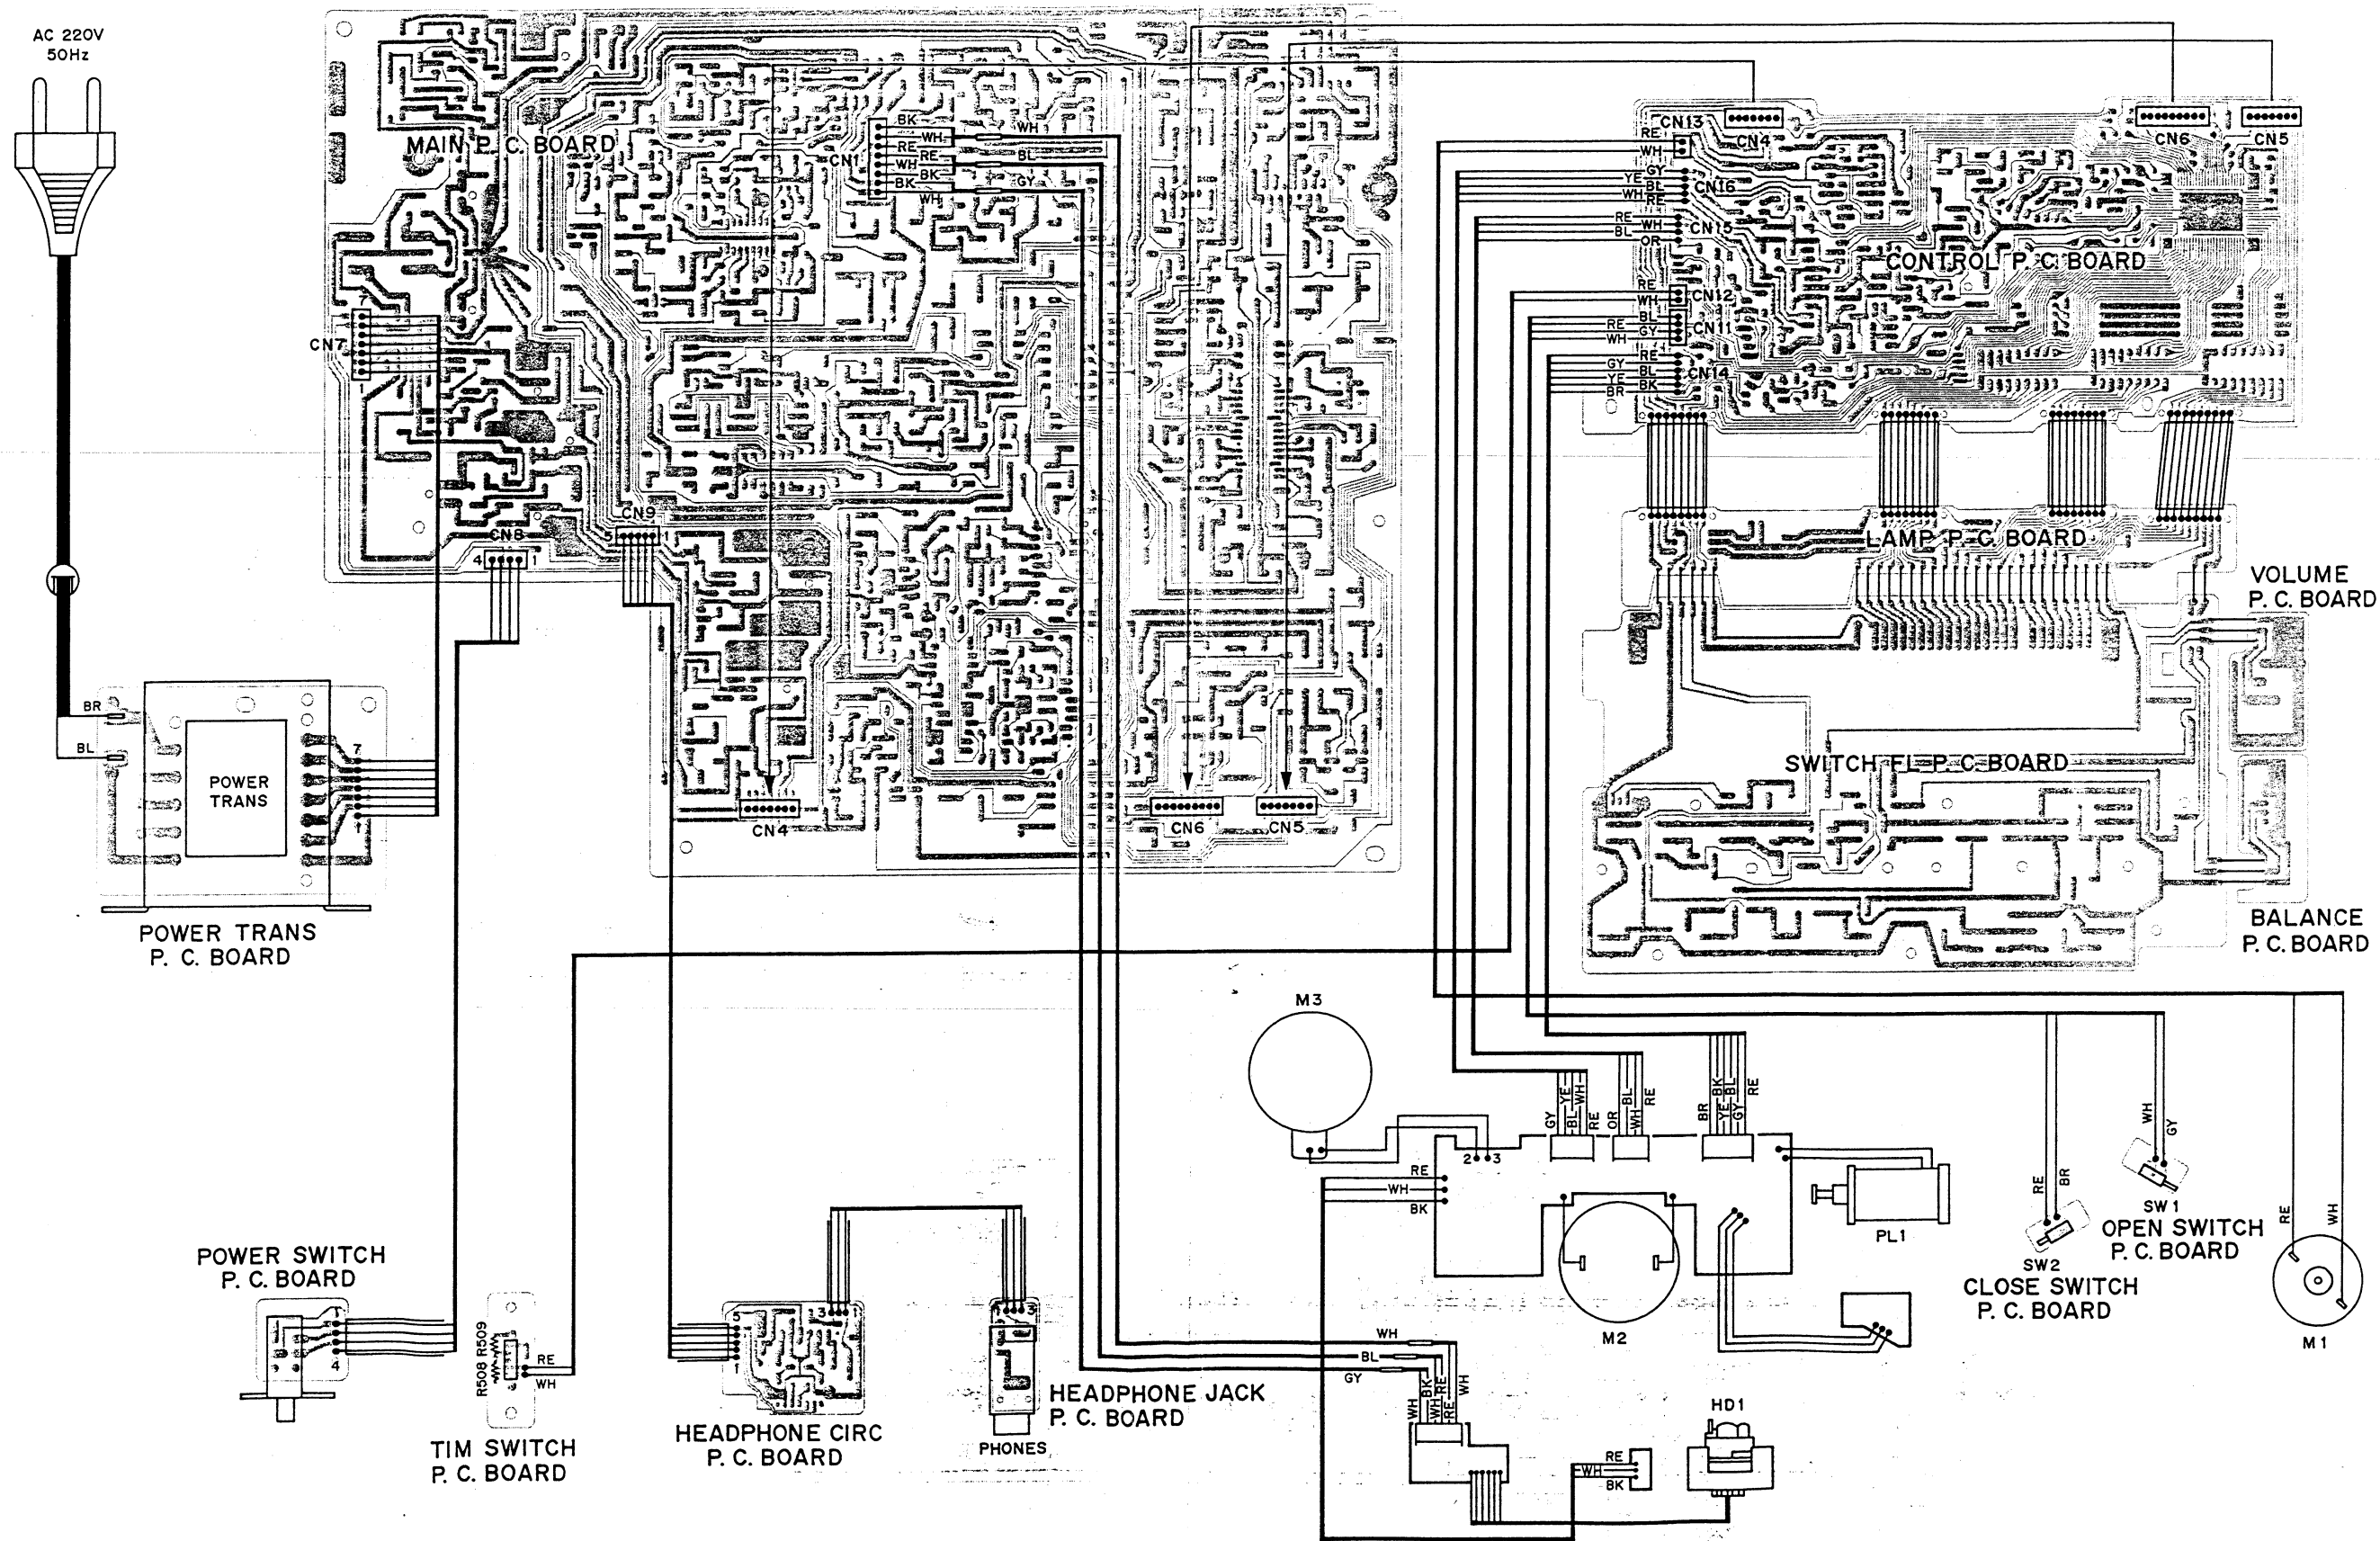 AC 220V
50Hz
MAIN P. C. BOARD
CN1
BK
WH
RE
RE
WH
BK
BK
WH
WH
BL
GY
CN7
7
1
CN8
4
1
CN9
5
1
CN4
CN6
CN5
CN13
CN4
CN6
CN5
RE
WH
GY
YE
BL
WH
RE
CN16
RE
WH
BL
OR
CN15
CONTROL P. C. BOARD
RE
WH
CN12
BL
RE
GY
WH
CN11
RE
GY
BL
YE
BK
BR
CN14
LAMP P. C. BOARD
VOLUME
P. C. BOARD
SWITCH FL P. C. BOARD
BALANCE
P. C. BOARD
BR
BL
POWER
TRANS
7
1
POWER TRANS
P. C. BOARD
M3
GY
BL
YE
WH
RE
OR
BL
WH
RE
BR
BK
YE
BL
GY
RE
2
3
RE
WH
BK
M2
PL1
WH
GY
SW1
OPEN SWITCH
P. C. BOARD
RE
BR
SW2
CLOSE SWITCH
P. C. BOARD
RE
WH
M1
POWER SWITCH
P. C. BOARD
1
4
R508 R509
RE
WH
TIM SWITCH
P. C. BOARD
5
1
3
1
HEADPHONE CIRC
P. C. BOARD
1
3
PHONES
HEADPHONE JACK
P. C. BOARD
WH
BL
GY
WH
BK
WH
RE
RE
WH
RE
WH
BK
HD1